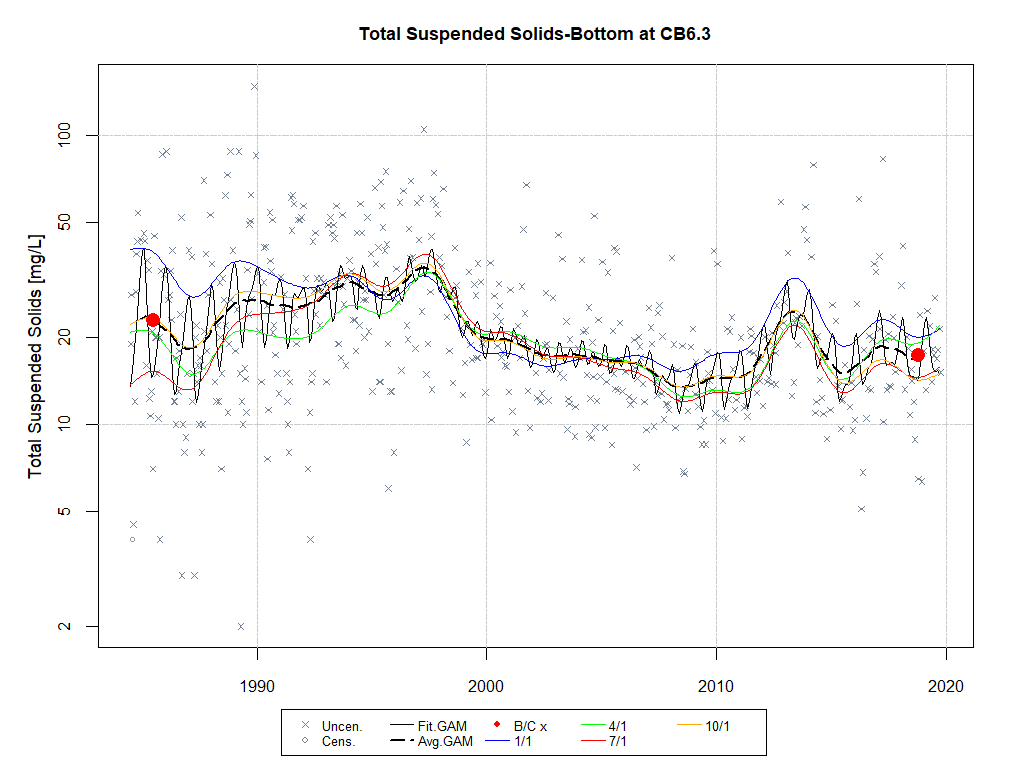 Total Suspended Solids-Bottom at CB6.3
Total Suspended Solids [mg/L]
100
50
20
10
5
2
1990 2000 2010 2020
Uncen. Fit.GAM B/C x 4/1 10/1
Cens. Avg.GAM 1/1 7/1